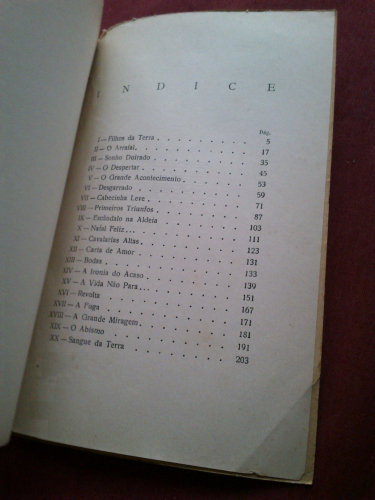 INDICE
Pág.
I — Filhos da Terra . . . . . . . . 5
II — O Arraial . . . . . . . . . 17
III — Sonho Doirado . . . . . . . . 35
IV — O Despertar . . . . . . . . 45
V — O Grande Acontecimento . . . . . 53
VI — Desgarrado . . . . . . . . 59
VII — Cabecinha Leve . . . . . . . 71
VIII — Primeiros Triunfos . . . . . . . 87
IX — Escândalo na Aldeia . . . . . . 103
X — Natal Feliz... . . . . . . . . 111
XI — Cavalarias Altas . . . . . . . 123
XII — Carta de Amor . . . . . . . 131
XIII — Bodas . . . . . . . . . 133
XIV — A Ironia do Acaso . . . . . . 139
XV — A Vida Não Para... . . . . . . 151
XVI — Revolta . . . . . . . . . 167
XVII — A Fuga . . . . . . . . . 171
XVIII — A Grande Miragem . . . . . . 181
XIX — O Abismo . . . . . . . . 191
XX — Sangue da Terra . . . . . . . 203